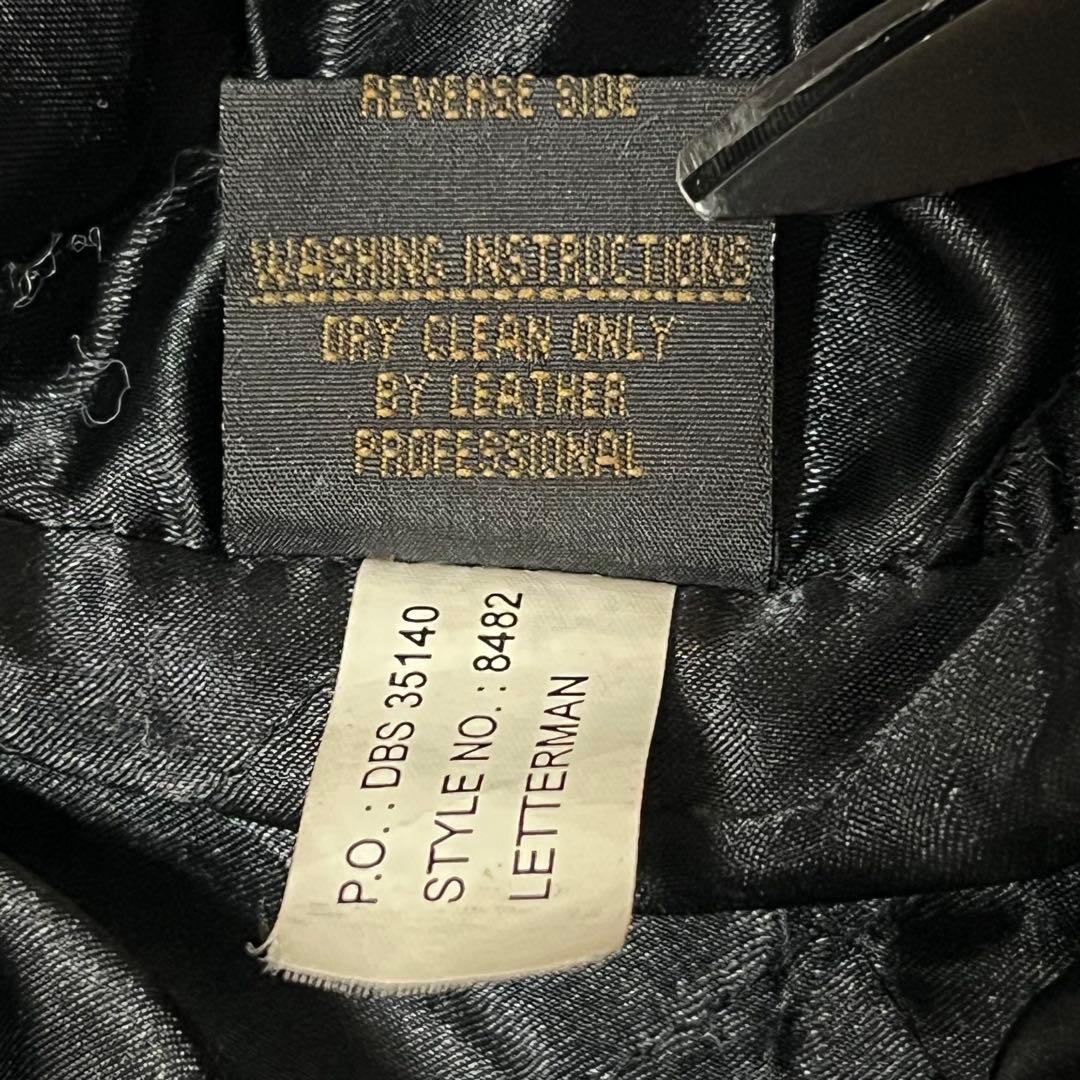 REVERSE SIDE
WASHING INSTRUCTIONS
DRY CLEAN ONLY
BY LEATHER
PROFESSIONAL
P.O. : DBS 35140
STYLE NO. : 8482
LETTERMAN